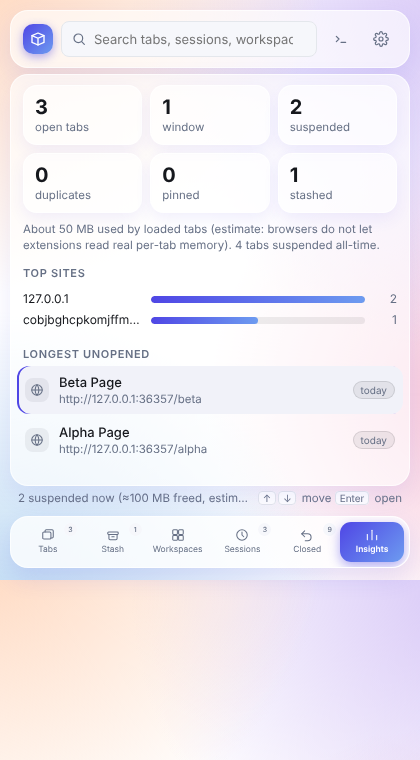 Search tabs, sessions, workspac
3
open tabs
1
window
2
suspended
0
duplicates
0
pinned
1
stashed
About 50 MB used by loaded tabs (estimate: browsers do not let
extensions read real per-tab memory). 4 tabs suspended all-time.
TOP SITES
127.0.0.1 2
cobjbghcpkomjffm... 1
LONGEST UNOPENED
Beta Page
http://127.0.0.1:36357/beta
today
Alpha Page
http://127.0.0.1:36357/alpha
today
2 suspended now (≈100 MB freed, estim... ↑ ↓ move Enter open
Tabs 3
Stash 1
Workspaces
Sessions 3
Closed 9
Insights